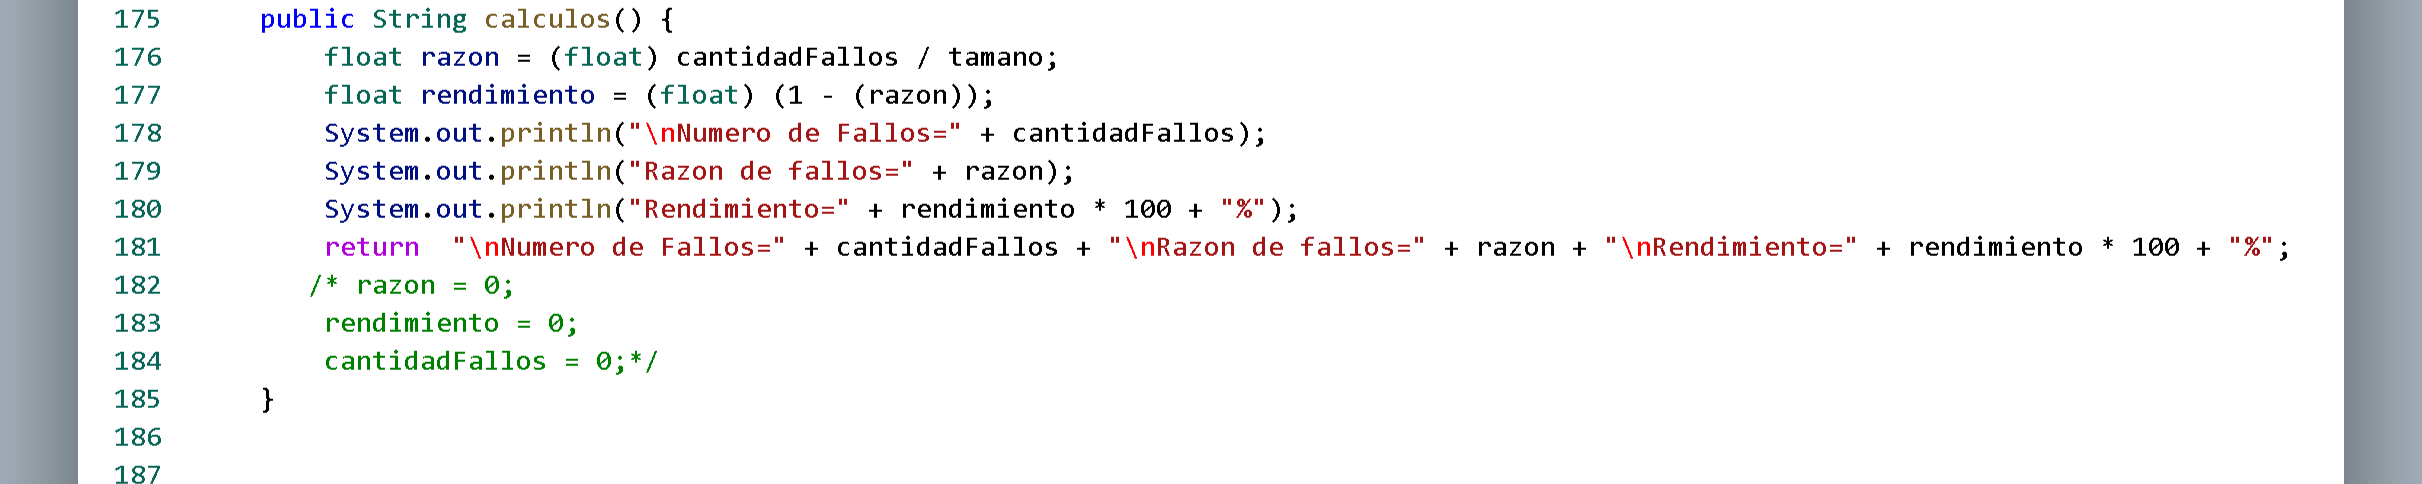 175 public String calculos() {
176 float razon = (float) cantidadFallos / tamano;
177 float rendimiento = (float) (1 - (razon));
178 System.out.println("\nNumero de Fallos=" + cantidadFallos);
179 System.out.println("Razon de fallos=" + razon);
180 System.out.println("Rendimiento=" + rendimiento * 100 + "%");
181 return  "\nNumero de Fallos=" + cantidadFallos + "\nRazon de fallos=" + razon + "\nRendimiento=" + rendimiento * 100 + "%";
182 /* razon = 0;
183 rendimiento = 0;
184 cantidadFallos = 0;*/
185 }
186
187